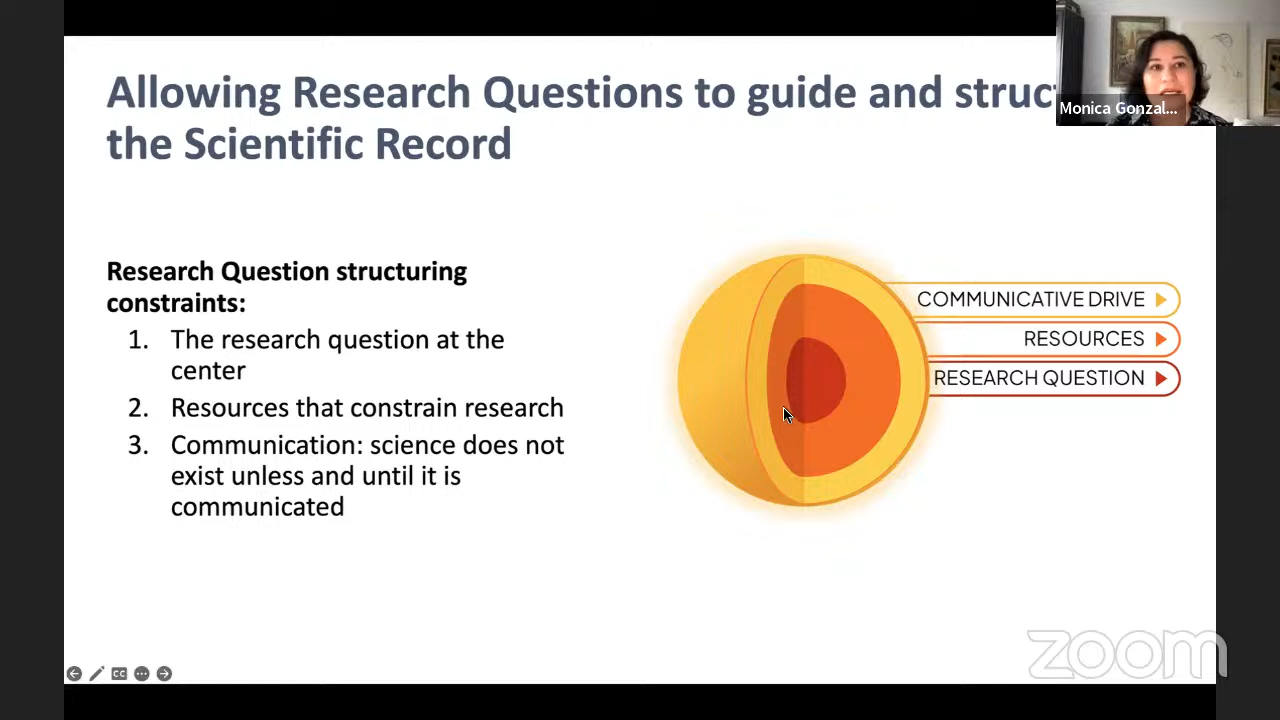 Allowing Research Questions to guide and struc
the Scientific Record
Monica Gonzal...
Research Question structuring
constraints:
1. The research question at the
center
2. Resources that constrain research
3. Communication: science does not
exist unless and until it is
communicated
COMMUNICATIVE DRIVE
RESOURCES
RESEARCH QUESTION
CC
zoom